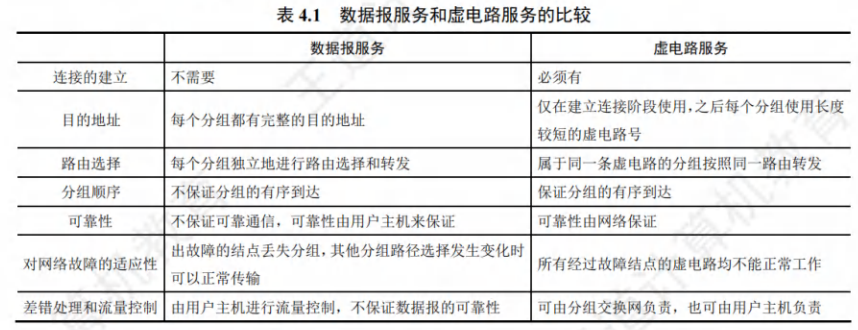 表 4.1 数据报服务和虚电路服务的比较
数据报服务 虚电路服务
连接的建立 不需要 必须有
目的地址 每个分组都有完整的目的地址 仅在建立连接阶段使用,之后每个分组使用长度
较短的虚电路号
路由选择 每个分组独立地进行路由选择和转发 属于同一条虚电路的分组按照同一路由转发
分组顺序 不保证分组的有序到达 保证分组的有序到达
可靠性 不保证可靠通信，可靠性由用户主机来保证 可靠性由网络保证
对网络故障的适应性 出故障的结点丢失分组，其他分组路径选择发生变化时
可以正常传输 所有经过故障结点的虚电路均不能正常工作
差错处理和流量控制 由用户主机进行流量控制，不保证数据报的可靠性 可由分组交换网负责，也可由用户主机负责